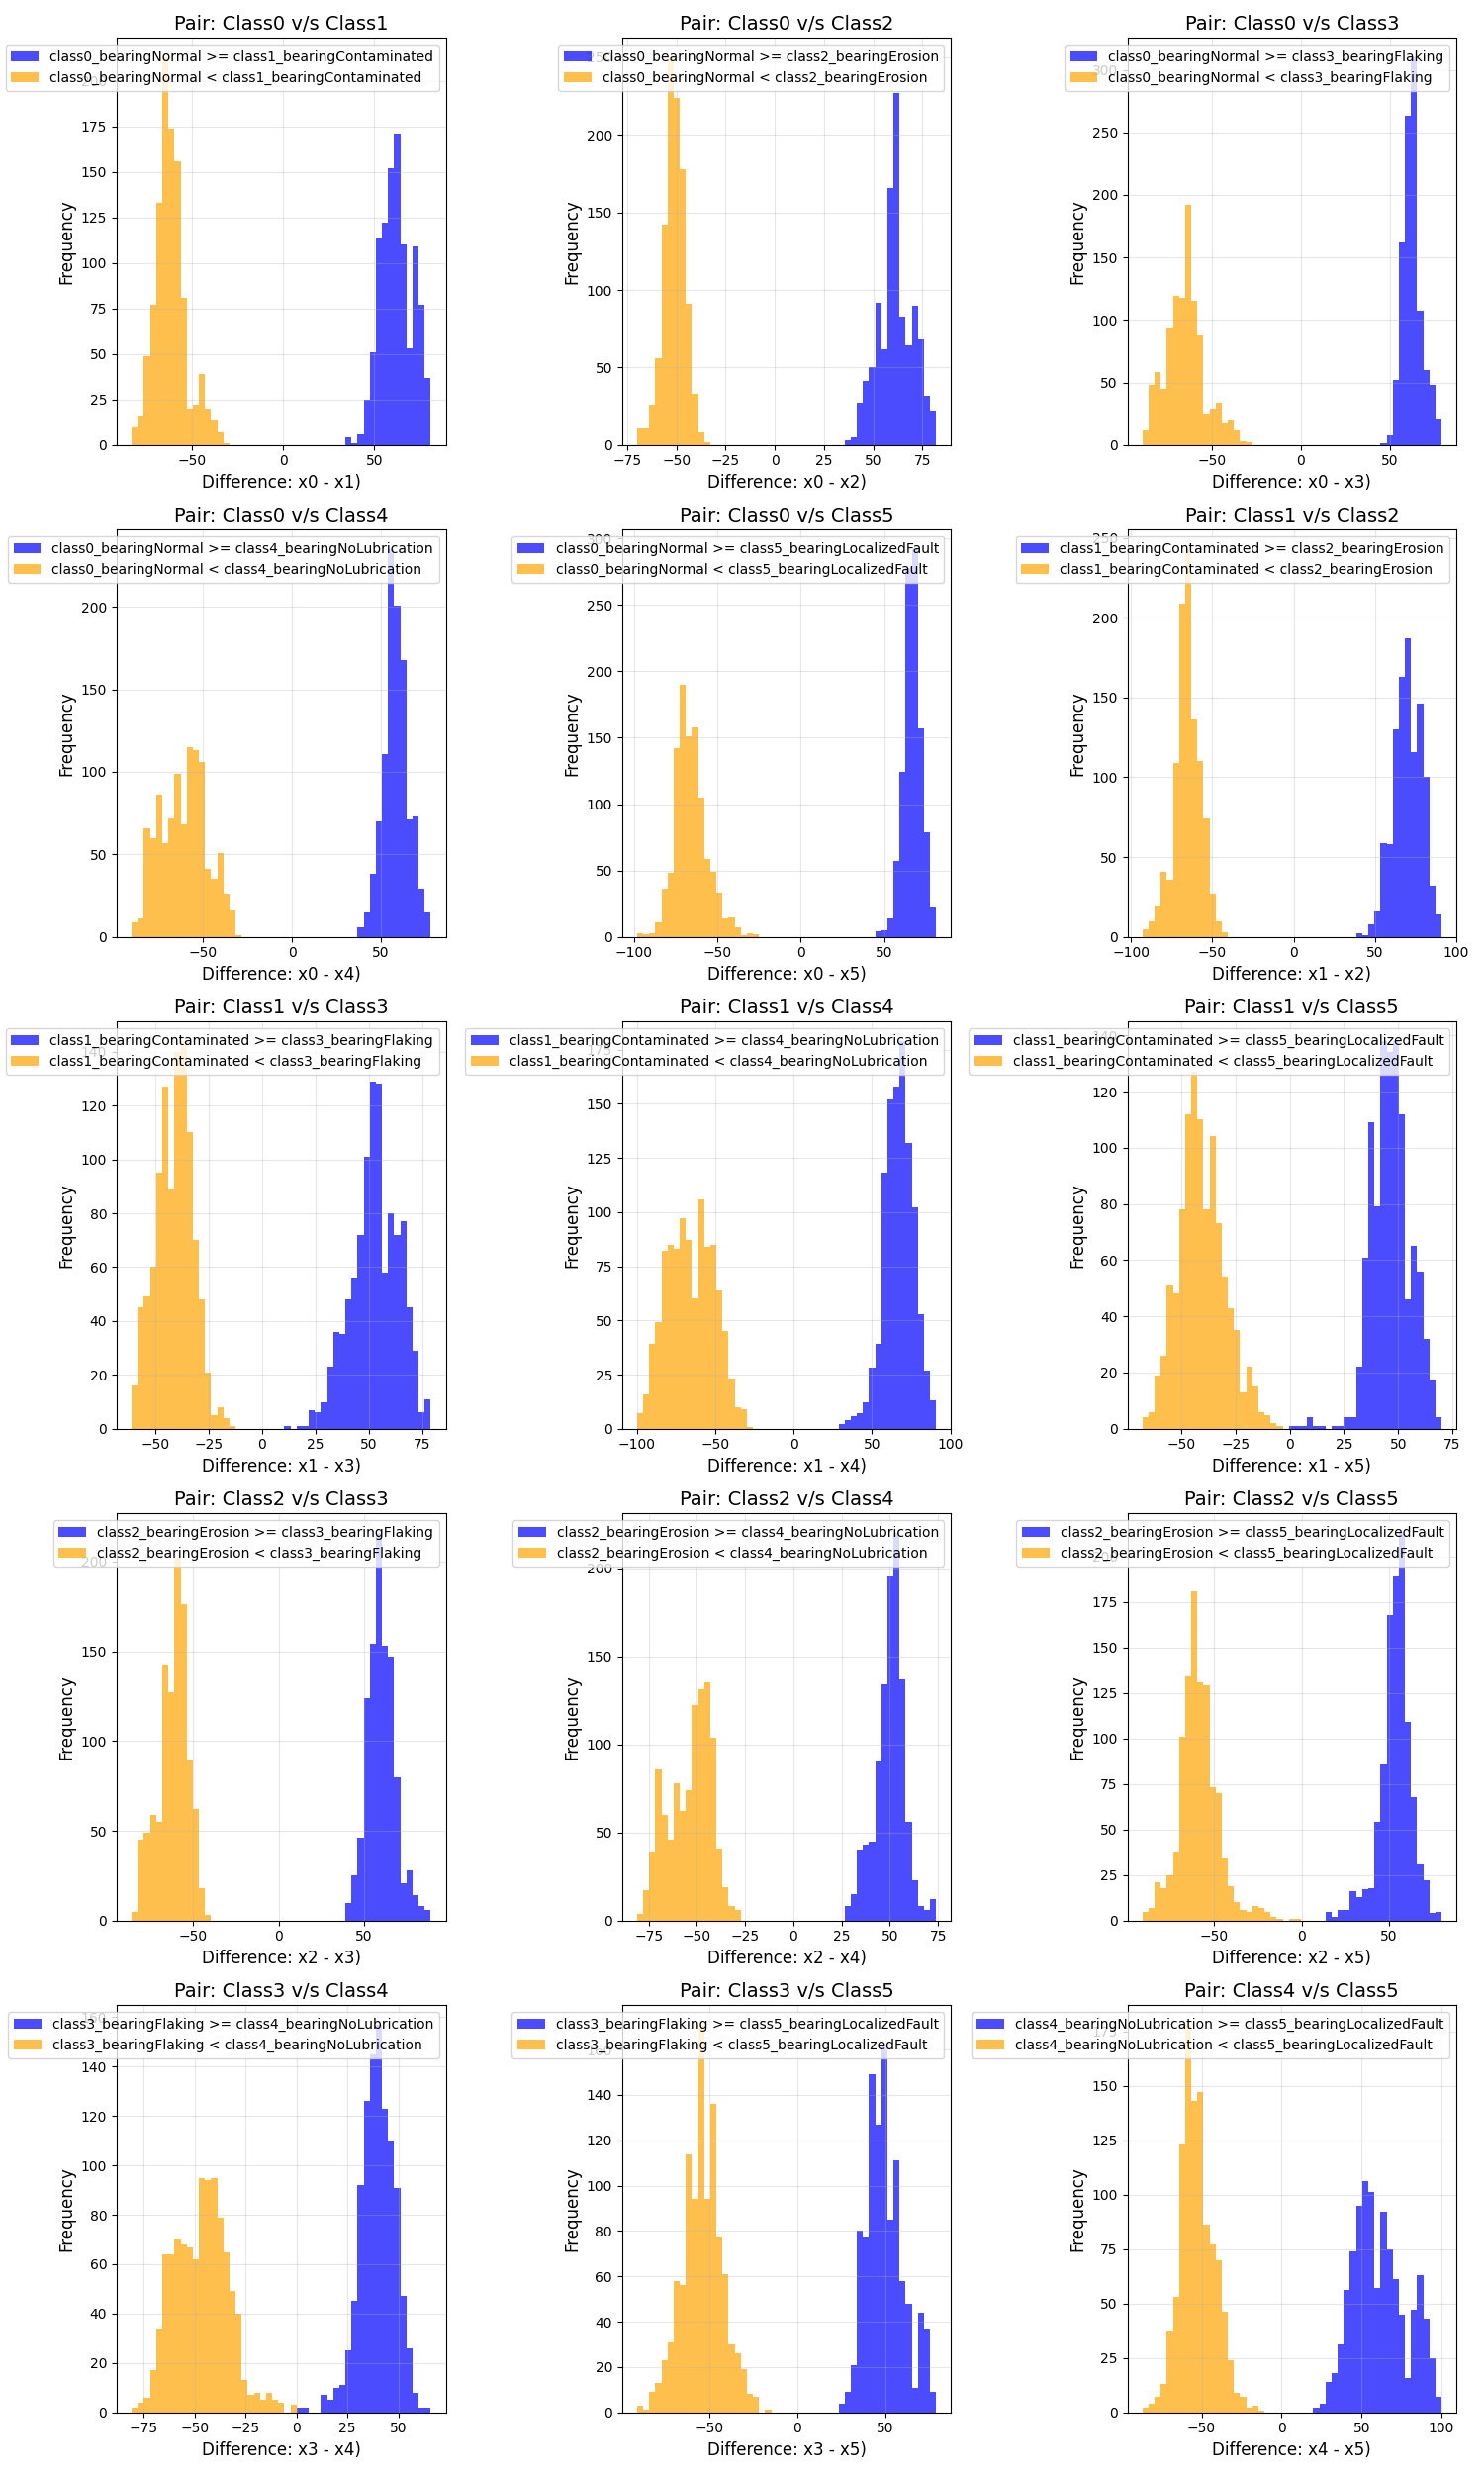 Pair: Class0 v/s Class1
class0_bearingNormal >= class1_bearingContaminated
class0_bearingNormal < class1_bearingContaminated
Frequency
175
150
125
100
75
50
25
0
−50 0 50
Difference: x0 - x1)
Pair: Class0 v/s Class2
class0_bearingNormal >= class2_bearingErosion
class0_bearingNormal < class2_bearingErosion
Frequency
200
150
100
50
0
−75 −50 −25 0 25 50 75
Difference: x0 - x2)
Pair: Class0 v/s Class3
class0_bearingNormal >= class3_bearingFlaking
class0_bearingNormal < class3_bearingFlaking
Frequency
300
250
200
150
100
50
0
−50 0 50
Difference: x0 - x3)
Pair: Class0 v/s Class4
class0_bearingNormal >= class4_bearingNoLubrication
class0_bearingNormal < class4_bearingNoLubrication
Frequency
200
150
100
50
0
−50 0 50
Difference: x0 - x4)
Pair: Class0 v/s Class5
class0_bearingNormal >= class5_bearingLocalizedFault
class0_bearingNormal < class5_bearingLocalizedFault
Frequency
300
250
200
150
100
50
0
−100 −50 0 50
Difference: x0 - x5)
Pair: Class1 v/s Class2
class1_bearingContaminated >= class2_bearingErosion
class1_bearingContaminated < class2_bearingErosion
Frequency
250
200
150
100
50
0
−100 −50 0 50 100
Difference: x1 - x2)
Pair: Class1 v/s Class3
class1_bearingContaminated >= class3_bearingFlaking
class1_bearingContaminated < class3_bearingFlaking
Frequency
140
120
100
80
60
40
20
0
−50 −25 0 25 50 75
Difference: x1 - x3)
Pair: Class1 v/s Class4
class1_bearingContaminated >= class4_bearingNoLubrication
class1_bearingContaminated < class4_bearingNoLubrication
Frequency
175
150
125
100
75
50
25
0
−100 −50 0 50 100
Difference: x1 - x4)
Pair: Class1 v/s Class5
class1_bearingContaminated >= class5_bearingLocalizedFault
class1_bearingContaminated < class5_bearingLocalizedFault
Frequency
140
120
100
80
60
40
20
0
−50 −25 0 25 50 75
Difference: x1 - x5)
Pair: Class2 v/s Class3
class2_bearingErosion >= class3_bearingFlaking
class2_bearingErosion < class3_bearingFlaking
Frequency
200
150
100
50
0
−50 0 50
Difference: x2 - x3)
Pair: Class2 v/s Class4
class2_bearingErosion >= class4_bearingNoLubrication
class2_bearingErosion < class4_bearingNoLubrication
Frequency
200
150
100
50
0
−75 −50 −25 0 25 50 75
Difference: x2 - x4)
Pair: Class2 v/s Class5
class2_bearingErosion >= class5_bearingLocalizedFault
class2_bearingErosion < class5_bearingLocalizedFault
Frequency
200
175
150
125
100
75
50
25
0
−50 0 50
Difference: x2 - x5)
Pair: Class3 v/s Class4
class3_bearingFlaking >= class4_bearingNoLubrication
class3_bearingFlaking < class4_bearingNoLubrication
Frequency
160
140
120
100
80
60
40
20
0
−75 −50 −25 0 25 50
Difference: x3 - x4)
Pair: Class3 v/s Class5
class3_bearingFlaking >= class5_bearingLocalizedFault
class3_bearingFlaking < class5_bearingLocalizedFault
Frequency
160
140
120
100
80
60
40
20
0
−50 0 50
Difference: x3 - x5)
Pair: Class4 v/s Class5
class4_bearingNoLubrication >= class5_bearingLocalizedFault
class4_bearingNoLubrication < class5_bearingLocalizedFault
Frequency
175
150
125
100
75
50
25
0
−50 0 50 100
Difference: x4 - x5)